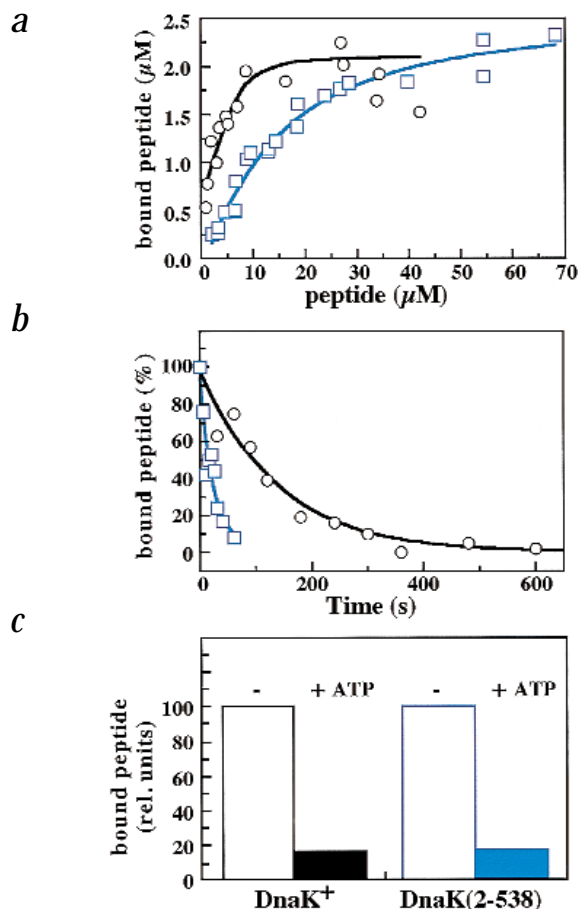 a
bound peptide (µM)
2.5
2.0
1.5
1.0
0.5
0.0
0 10 20 30 40 50 60 70
peptide (µM)
b
bound peptide (%)
100
80
60
40
20
0
0 200 400 600
Time (s)
c
bound peptide
(rel. units)
100
80
60
40
20
0
- + ATP - + ATP
DnaK+ DnaK(2-538)